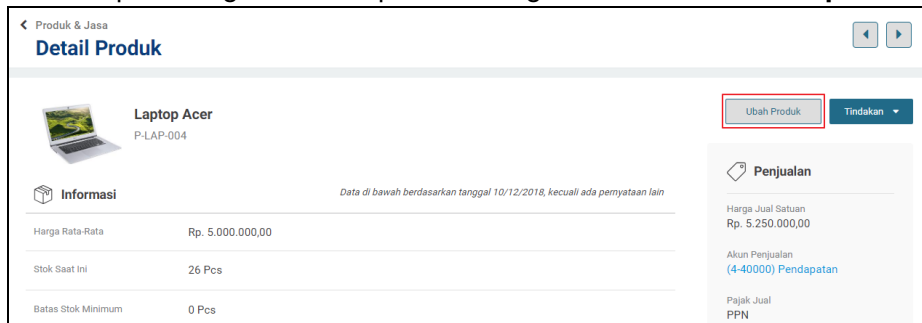 Produk & Jasa
Detail Produk
Laptop Acer
P-LAP-004
Ubah Produk
Tindakan
Informasi
Data di bawah berdasarkan tanggal 10/12/2018, kecuali ada pernyataan lain
Harga Rata-Rata Rp. 5.000.000,00
Stok Saat Ini 26 Pcs
Batas Stok Minimum 0 Pcs
Penjualan
Harga Jual Satuan
Rp. 5.250.000,00
Akun Penjualan
(4-40000) Pendapatan
Pajak Jual
PPN